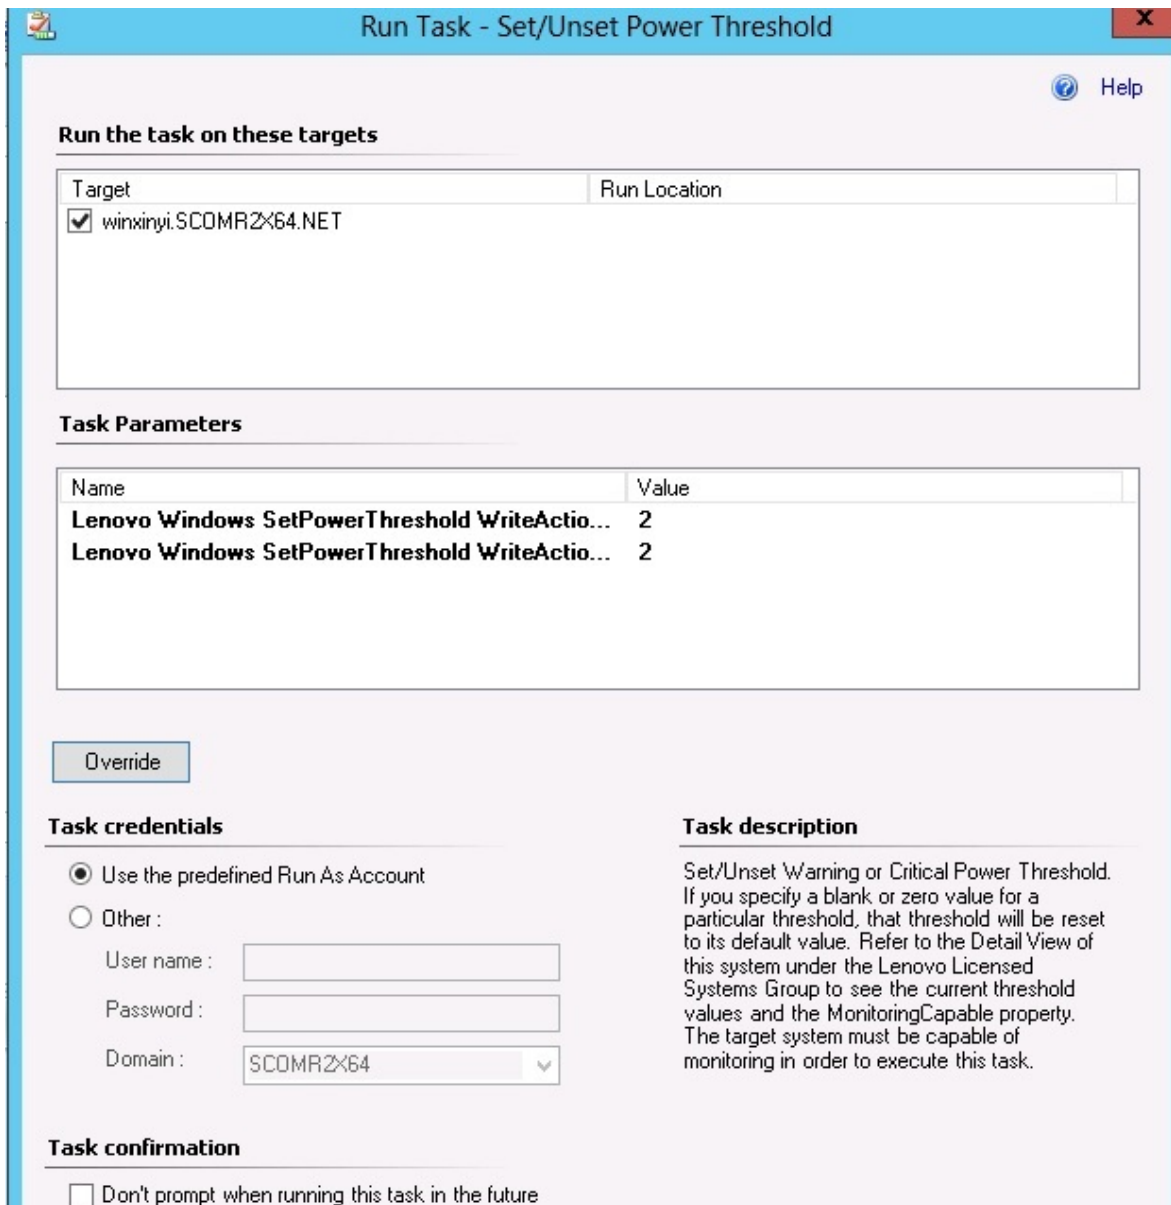 Run Task - Set/Unset Power Threshold
x
Help
Run the task on these targets
Target Run Location
winxinyi.SCOMR2X64.NET
Task Parameters
Name Value
Lenovo Windows SetPowerThreshold WriteActio... 2
Lenovo Windows SetPowerThreshold WriteActio... 2
Override
Task credentials
Use the predefined Run As Account
Other :
User name :
Password :
Domain : SCOMR2X64
Task description
Set/Unset Warning or Critical Power Threshold.
If you specify a blank or zero value for a
particular threshold, that threshold will be reset
to its default value. Refer to the Detail View of
this system under the Lenovo Licensed
Systems Group to see the current threshold
values and the MonitoringCapable property.
The target system must be capable of
monitoring in order to execute this task.
Task confirmation
Don't prompt when running this task in the future